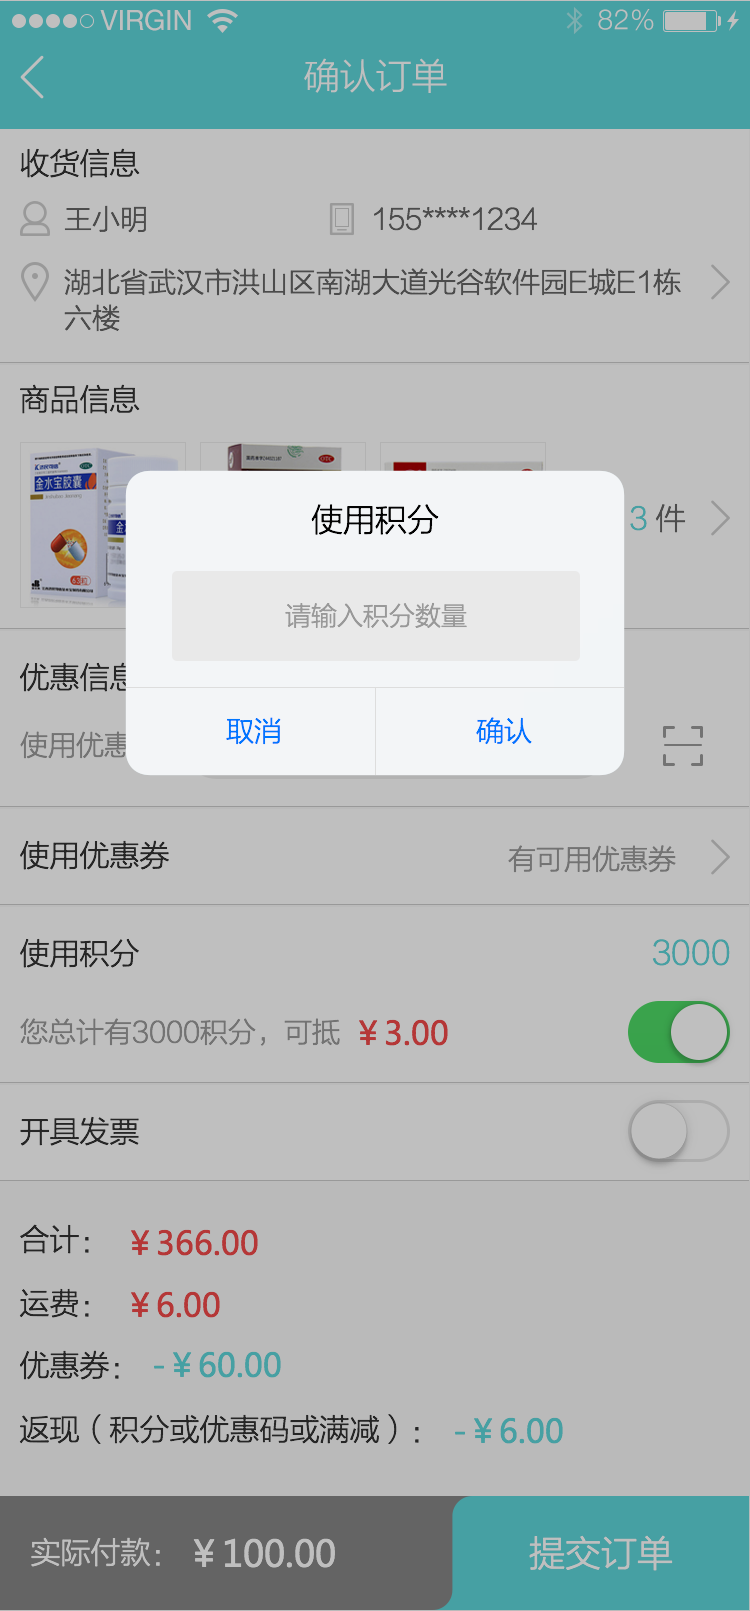 VIRGIN 82%
确认订单
收货信息
王小明 155****1234
湖北省武汉市洪山区南湖大道光谷软件园E城E1栋
六楼
商品信息
金水宝胶囊
OTC
OTC
63粒
3 件
使用积分
请输入积分数量
取消 确认
优惠信息
使用优惠
使用优惠券 有可用优惠券
使用积分 3000
您总计有3000积分，可抵 ¥3.00
开具发票
合计： ¥366.00
运费： ¥6.00
优惠券： -¥60.00
返现（积分或优惠码或满减）： -¥6.00
实际付款： ¥100.00 提交订单